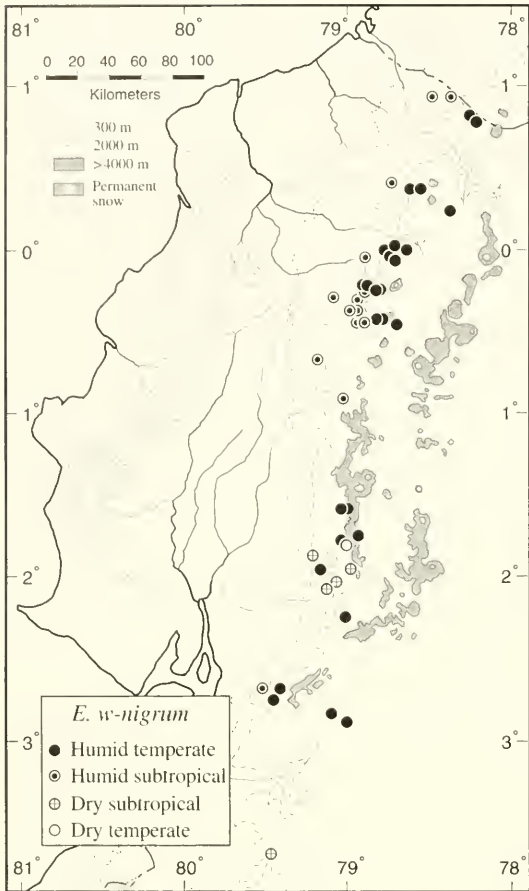 81 80 79 78
0 20 40 60 80 100
Kilometers
300 m
2000 m
>4000 m
Permanent
snow
1° 1°
0° 0°
1° 1°
2° 2°
3° 3°
E. w-nigrum
Humid temperate
Humid subtropical
Dry subtropical
Dry temperate
81 80° 79° 78°